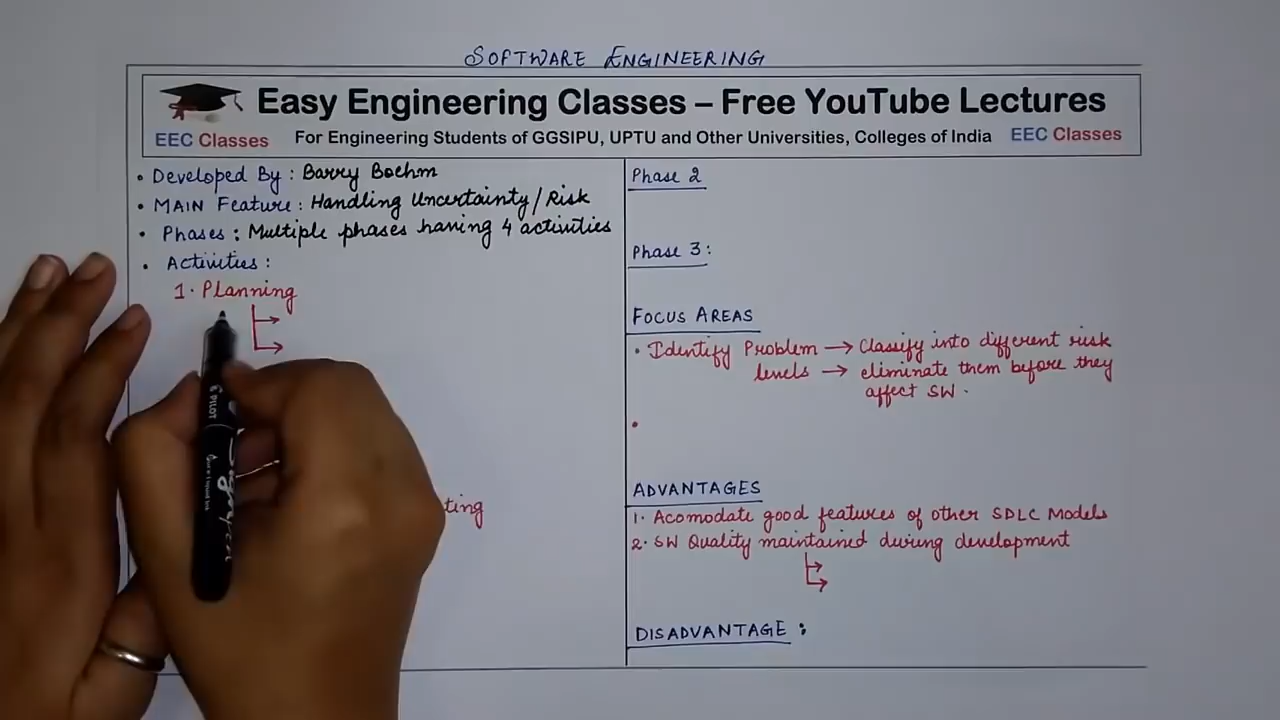 SOFTWARE ENGINEERING
Easy Engineering Classes – Free YouTube Lectures
EEC Classes
For Engineering Students of GGSIPU, UPTU and Other Universities, Colleges of India
EEC Classes
• Developed By : Barry Boehm
• MAIN Feature : Handling Uncertainty/Risk
• Phases : Multiple phases having 4 activities
• Activities :
1. Planning
ting
Phase 2
Phase 3 :
FOCUS AREAS
• Identify Problem → Classify into different risk
levels → eliminate them before they
affect SW.
ADVANTAGES
1. Acomodate good features of other SDLC Models
2. SW Quality maintained during development
DISADVANTAGE :
PILOT